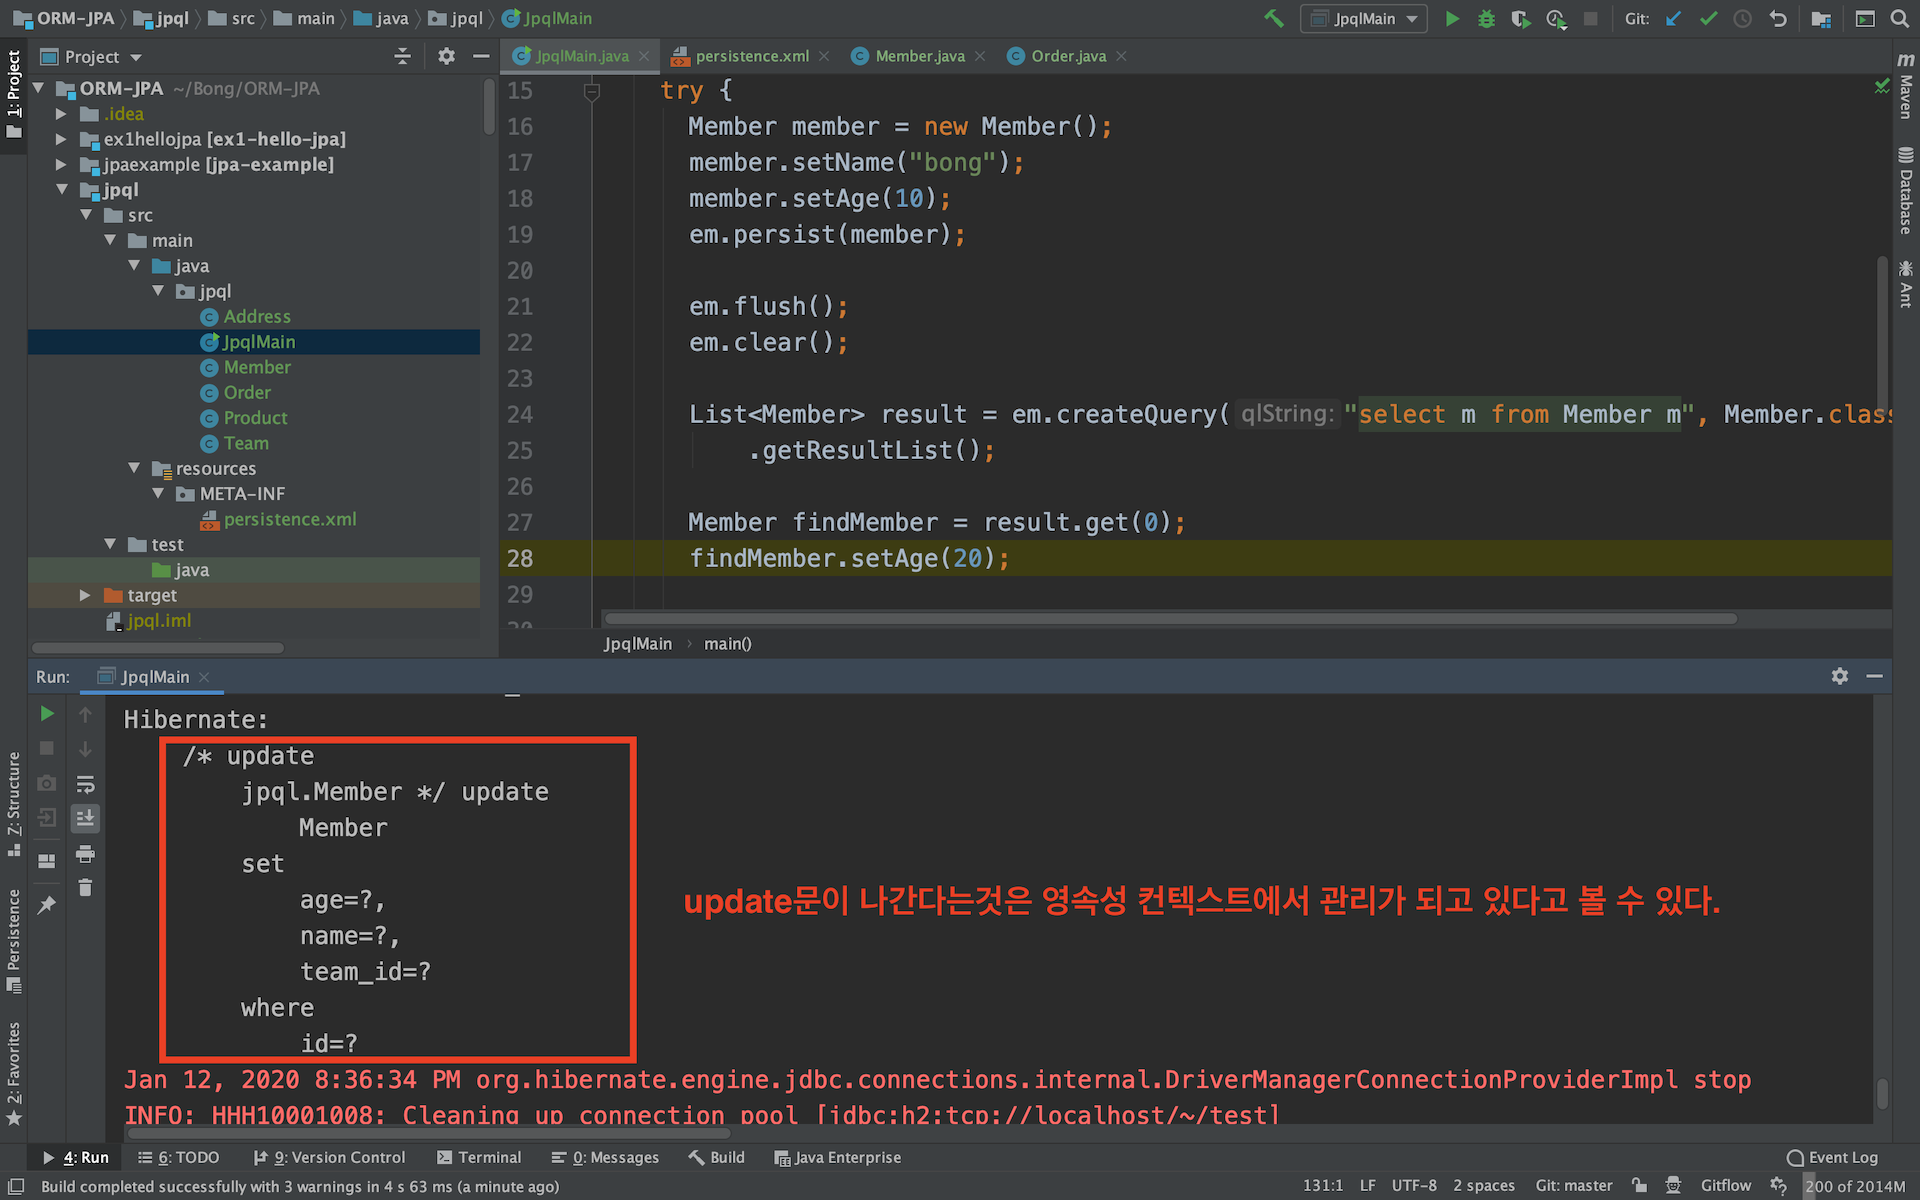 ORM-JPA jpql src main java jpql JpqlMain
JpqlMain Git:
1: Project
Project
ORM-JPA ~/Bong/ORM-JPA
.idea
ex1hellojpa [ex1-hello-jpa]
jpaexample [jpa-example]
jpql
src
main
java
jpql
Address
JpqlMain
Member
Order
Product
Team
resources
META-INF
persistence.xml
test
java
target
jpql.iml
JpqlMain.java persistence.xml Member.java Order.java
15 try {
16 Member member = new Member();
17 member.setName("bong");
18 member.setAge(10);
19 em.persist(member);
20
21 em.flush();
22 em.clear();
23
24 List<Member> result = em.createQuery( qlString: "select m from Member m", Member.class
25 .getResultList();
26
27 Member findMember = result.get(0);
28 findMember.setAge(20);
29
JpqlMain main()
Maven
Database
Ant
Run: JpqlMain
Hibernate:
/* update
jpql.Member */ update
Member
set
age=?,
name=?,
team_id=?
where
id=?
update문이 나간다는것은 영속성 컨텍스트에서 관리가 되고 있다고 볼 수 있다.
Jan 12, 2020 8:36:34 PM org.hibernate.engine.jdbc.connections.internal.DriverManagerConnectionProviderImpl stop
INFO: HHH10001008: Cleaning up connection pool [jdbc:h2:tcp://localhost/~/test]
Z: Structure
Persistence
2: Favorites
4: Run 6: TODO 9: Version Control Terminal 0: Messages Build Java Enterprise Event Log
Build completed successfully with 3 warnings in 4 s 63 ms (a minute ago) 131:1 LF UTF-8 2 spaces Git: master Gitflow 200 of 2014M